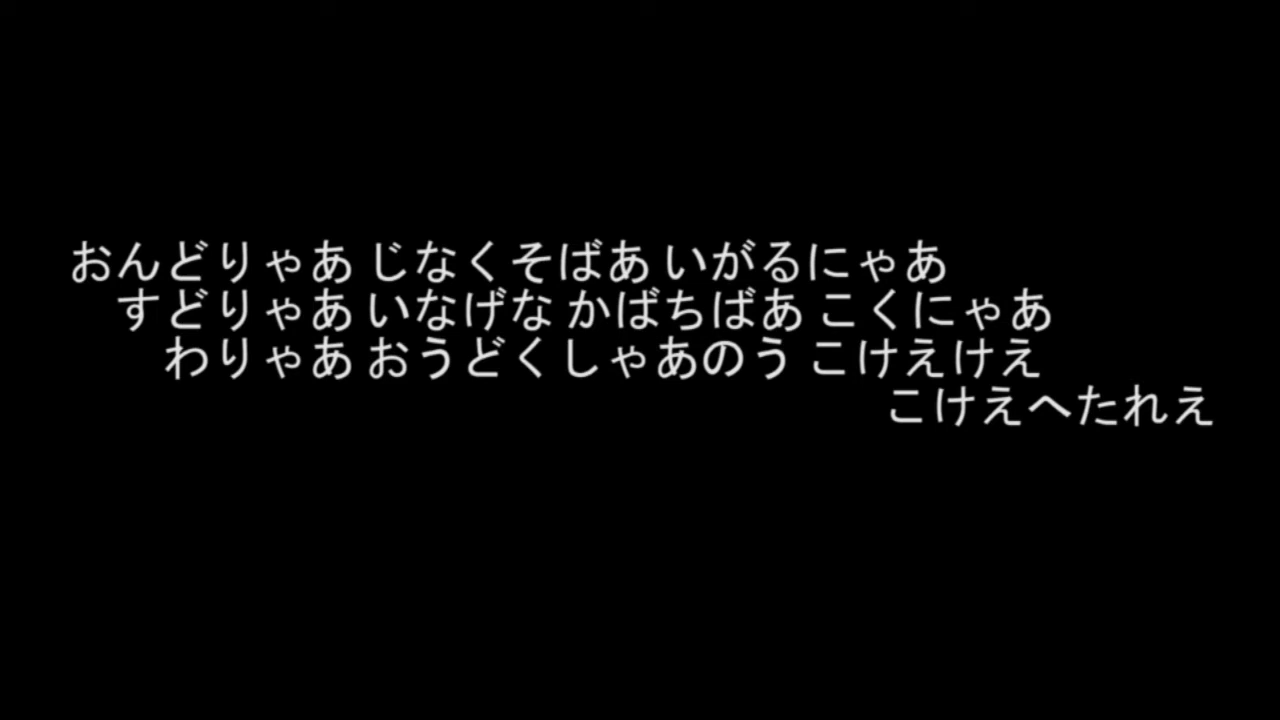 おんどりゃあ じなくそばあ いがるにゃあ
すどりゃあ いなげな かばちばあ こくにゃあ
わりゃあ おうどくしゃあのう こけえけえ
こけえへたれえ